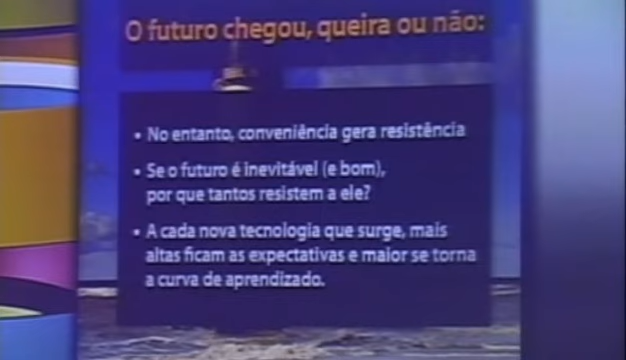 O futuro chegou, queira ou não:
• No entanto, conveniência gera resistência
• Se o futuro é inevitável (e bom),
por que tantos resistem a ele?
• A cada nova tecnologia que surge, mais
altas ficam as expectativas e maior se torna
a curva de aprendizado.